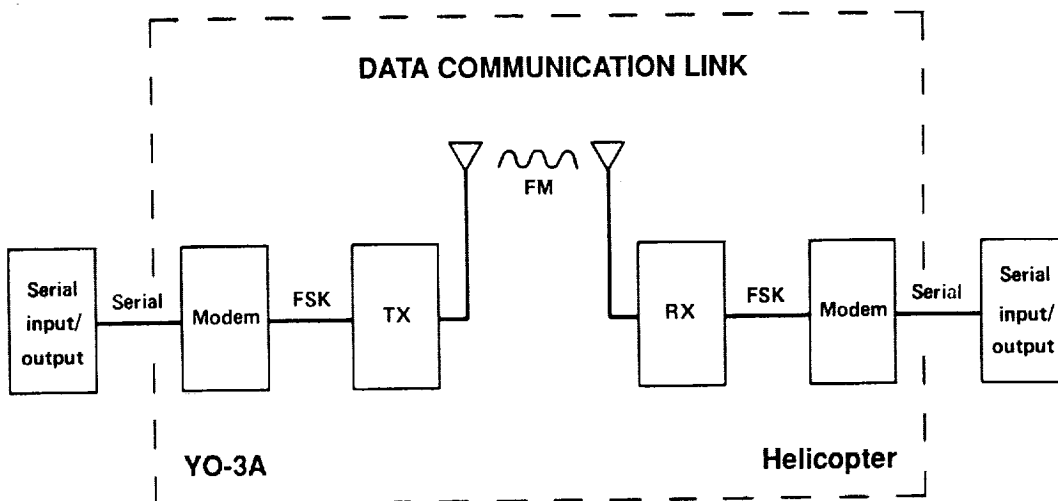 DATA COMMUNICATION LINK
FM
Serial
input/
output
Serial
Modem
FSK
TX
RX
FSK
Modem
Serial
Serial
input/
output
YO-3A
Helicopter